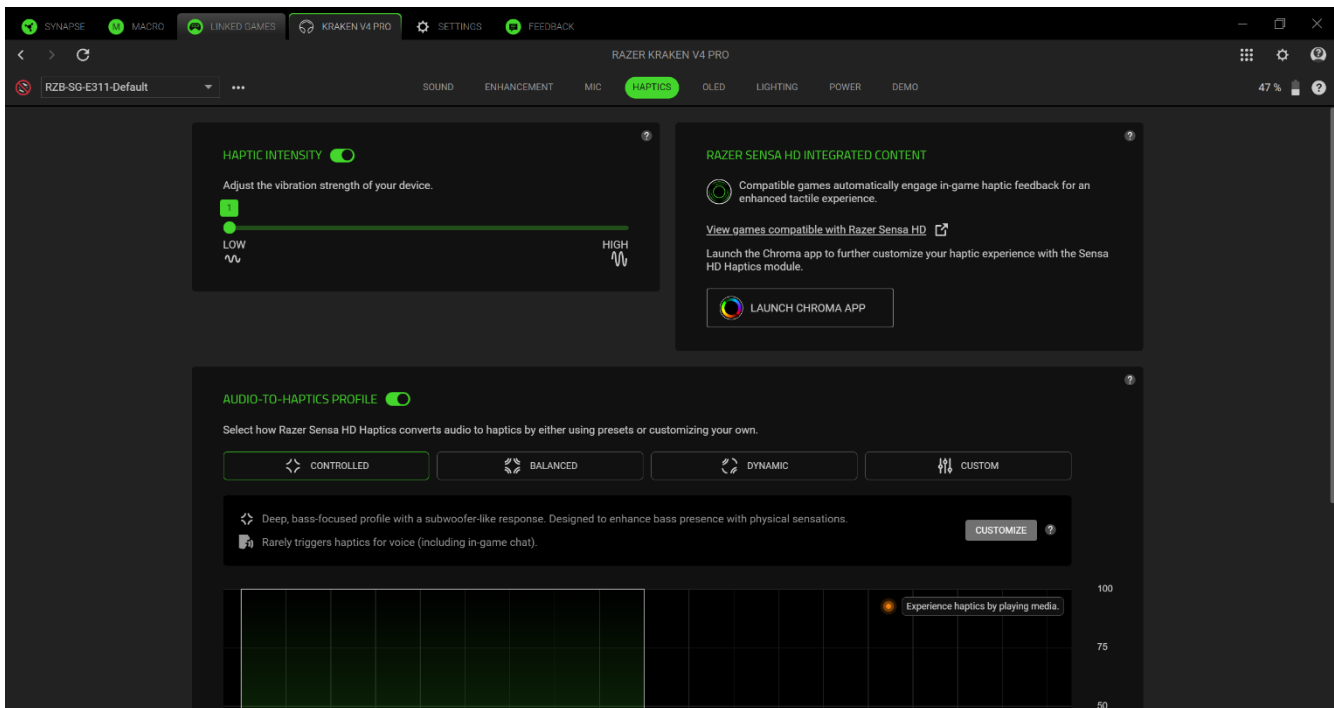 SYNAPSE
MACRO
LINKED GAMES
KRAKEN V4 PRO
SETTINGS
FEEDBACK
RAZER KRAKEN V4 PRO
RZB-SG-E311-Default
SOUND
ENHANCEMENT
MIC
HAPTICS
OLED
LIGHTING
POWER
DEMO
47 %
HAPTIC INTENSITY
Adjust the vibration strength of your device.
1
LOW
HIGH
RAZER SENSA HD INTEGRATED CONTENT
Compatible games automatically engage in-game haptic feedback for an
enhanced tactile experience.
View games compatible with Razer Sensa HD
Launch the Chroma app to further customize your haptic experience with the Sensa
HD Haptics module.
LAUNCH CHROMA APP
AUDIO-TO-HAPTICS PROFILE
Select how Razer Sensa HD Haptics converts audio to haptics by either using presets or customizing your own.
CONTROLLED
BALANCED
DYNAMIC
CUSTOM
Deep, bass-focused profile with a subwoofer-like response. Designed to enhance bass presence with physical sensations.
Rarely triggers haptics for voice (including in-game chat).
CUSTOMIZE
Experience haptics by playing media.
100
75
50